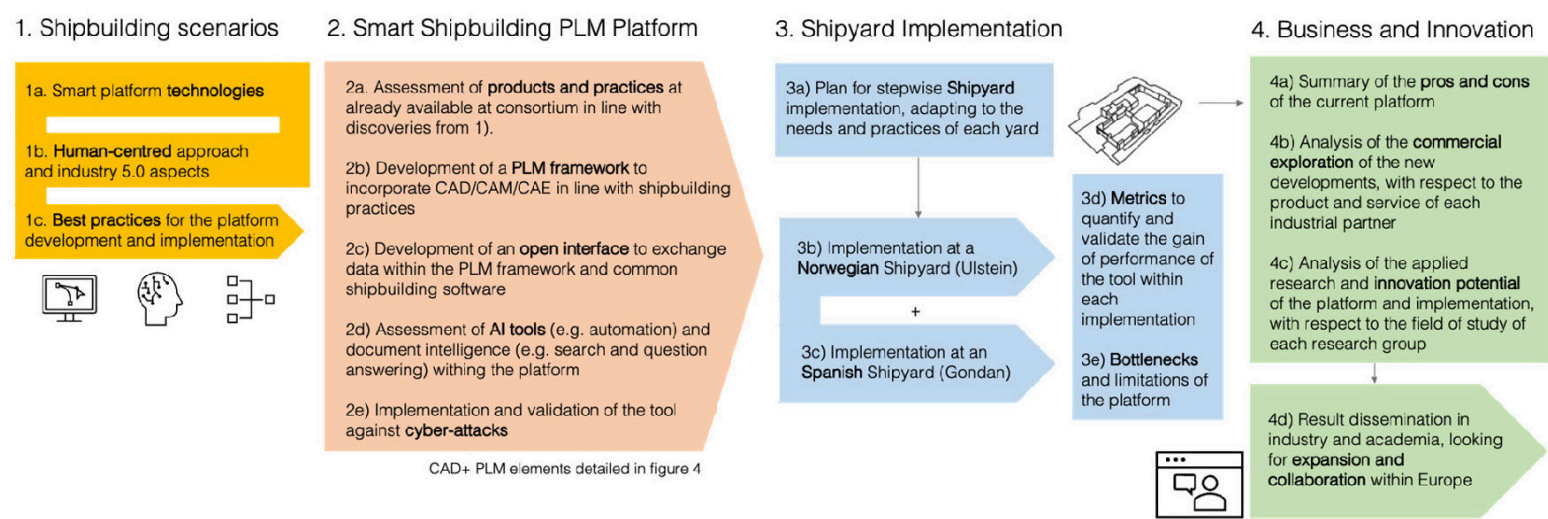 1. Shipbuilding scenarios
1a. Smart platform technologies
1b. Human-centred approach
and industry 5.0 aspects
1c. Best practices for the platform
development and implementation
2. Smart Shipbuilding PLM Platform
2a. Assessment of products and practices at
already available at consortium in line with
discoveries from 1).
2b) Development of a PLM framework to
incorporate CAD/CAM/CAE in line with shipbuilding
practices
2c) Development of an open interface to exchange
data within the PLM framework and common
shipbuilding software
2d) Assessment of AI tools (e.g. automation) and
document intelligence (e.g. search and question
answering) withing the platform
2e) Implementation and validation of the tool
against cyber-attacks
CAD+ PLM elements detailed in figure 4
3. Shipyard Implementation
3a) Plan for stepwise Shipyard
implementation, adapting to the
needs and practices of each yard
3b) Implementation at a
Norwegian Shipyard (Ulstein)
+
3c) Implementation at an
Spanish Shipyard (Gondan)
3d) Metrics to
quantify and
validate the gain
of performance of
the tool within
each
implementation
3e) Bottlenecks
and limitations of
the platform
4. Business and Innovation
4a) Summary of the pros and cons
of the current platform
4b) Analysis of the commercial
exploration of the new
developments, with respect to the
product and service of each
industrial partner
4c) Analysis of the applied
research and innovation potential
of the platform and implementation,
with respect to the field of study of
each research group
4d) Result dissemination in
industry and academia, looking
for expansion and
collaboration within Europe